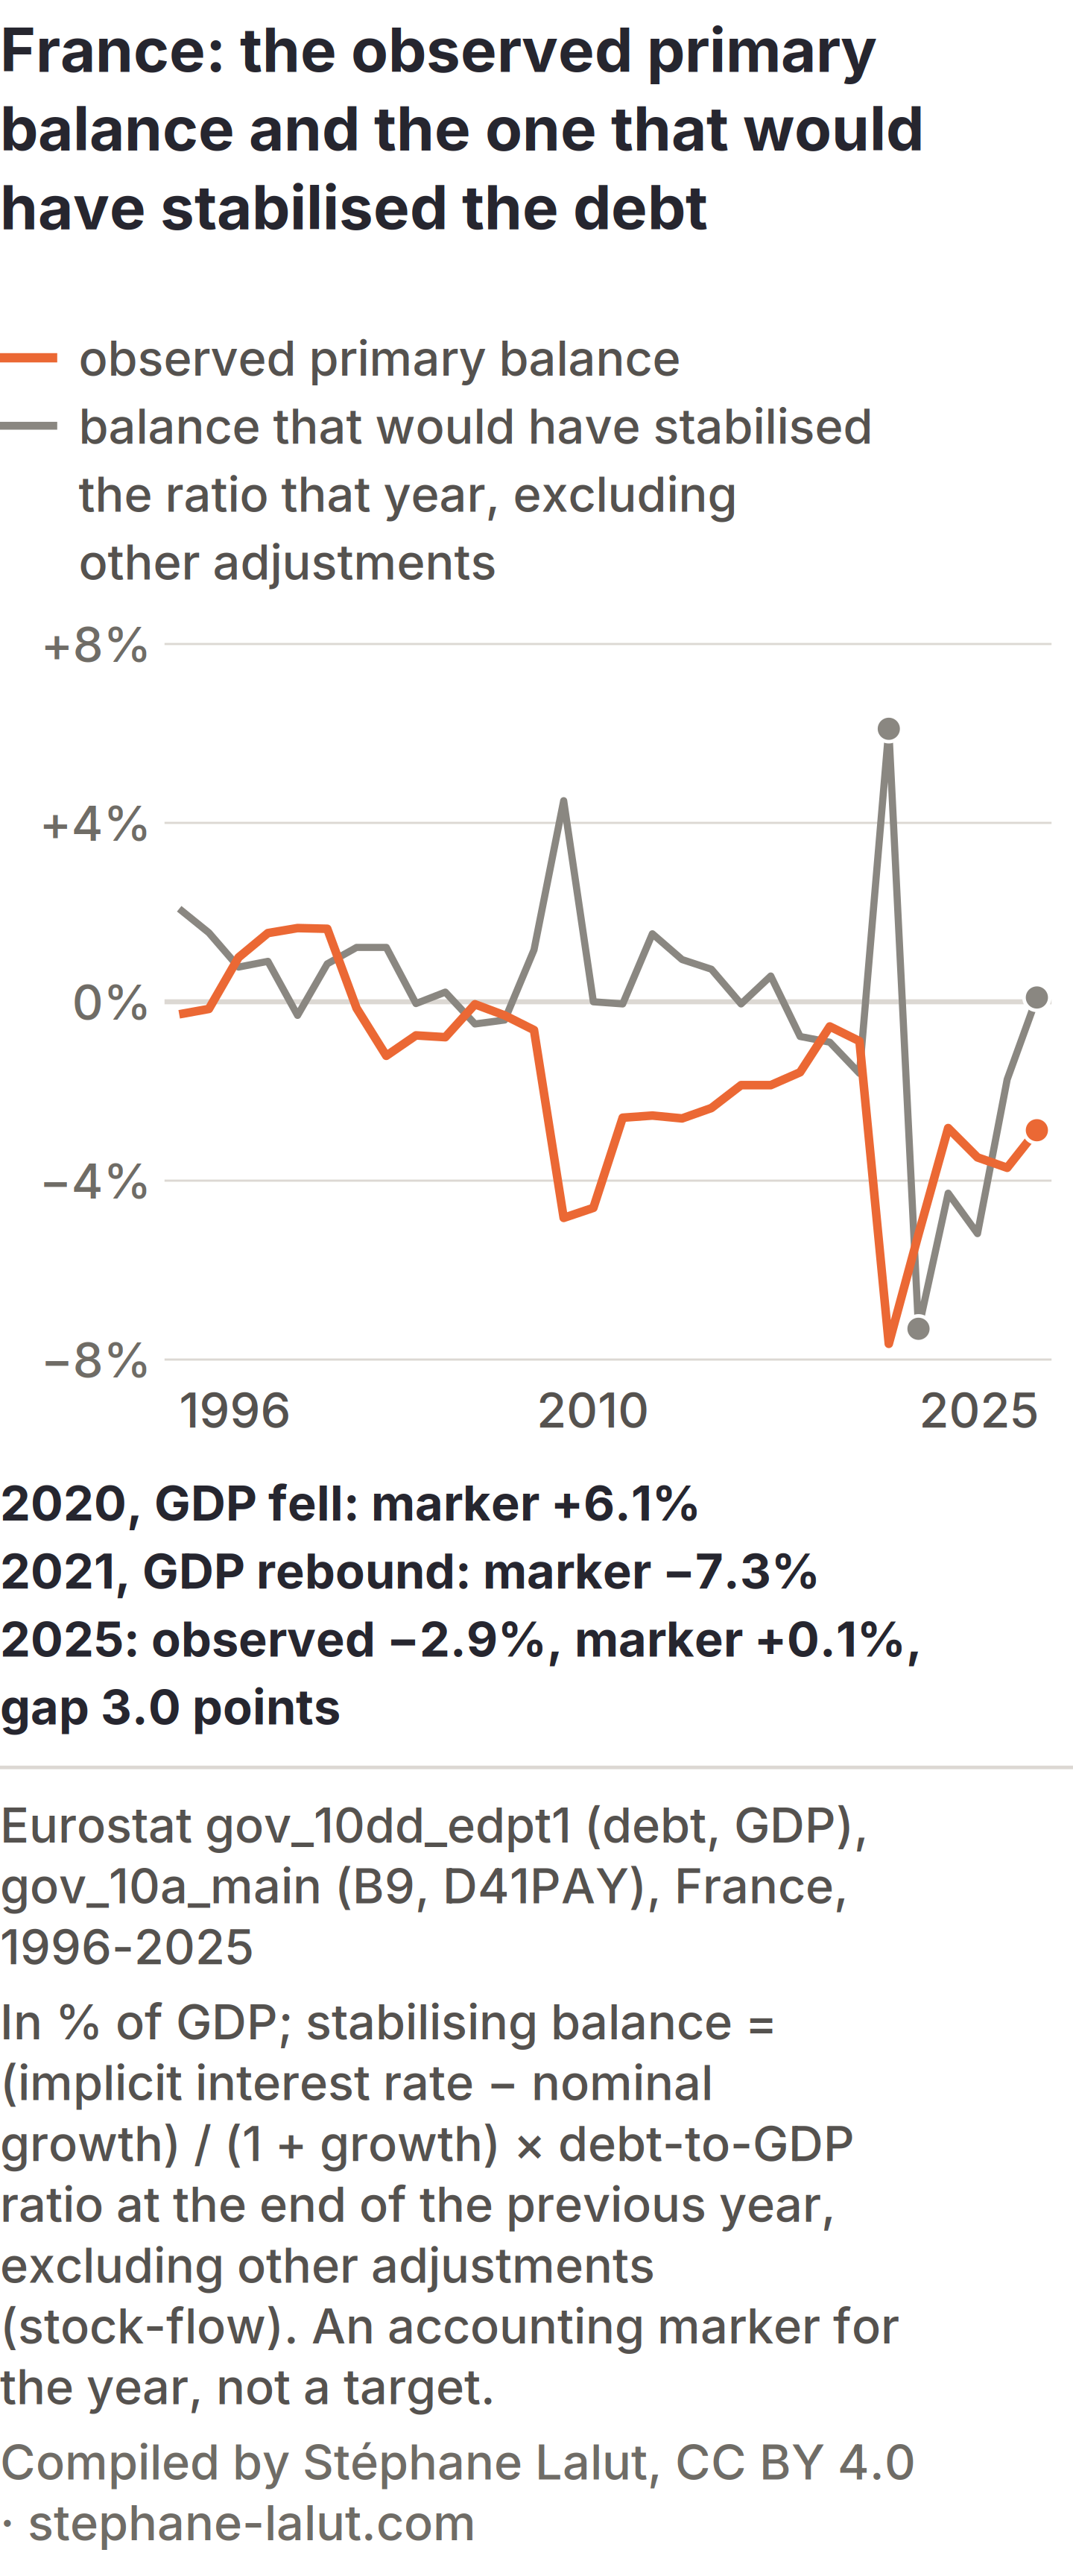 France: the observed primary
balance and the one that would
have stabilised the debt
observed primary balance
balance that would have stabilised
the ratio that year, excluding
other adjustments
+8%
+4%
0%
−4%
−8%
1996 2010 2025
2020, GDP fell: marker +6.1%
2021, GDP rebound: marker −7.3%
2025: observed −2.9%, marker +0.1%,
gap 3.0 points
Eurostat gov_10dd_edpt1 (debt, GDP),
gov_10a_main (B9, D41PAY), France,
1996-2025
In % of GDP; stabilising balance =
(implicit interest rate − nominal
growth) / (1 + growth) × debt-to-GDP
ratio at the end of the previous year,
excluding other adjustments
(stock-flow). An accounting marker for
the year, not a target.
Compiled by Stéphane Lalut, CC BY 4.0
· stephane-lalut.com